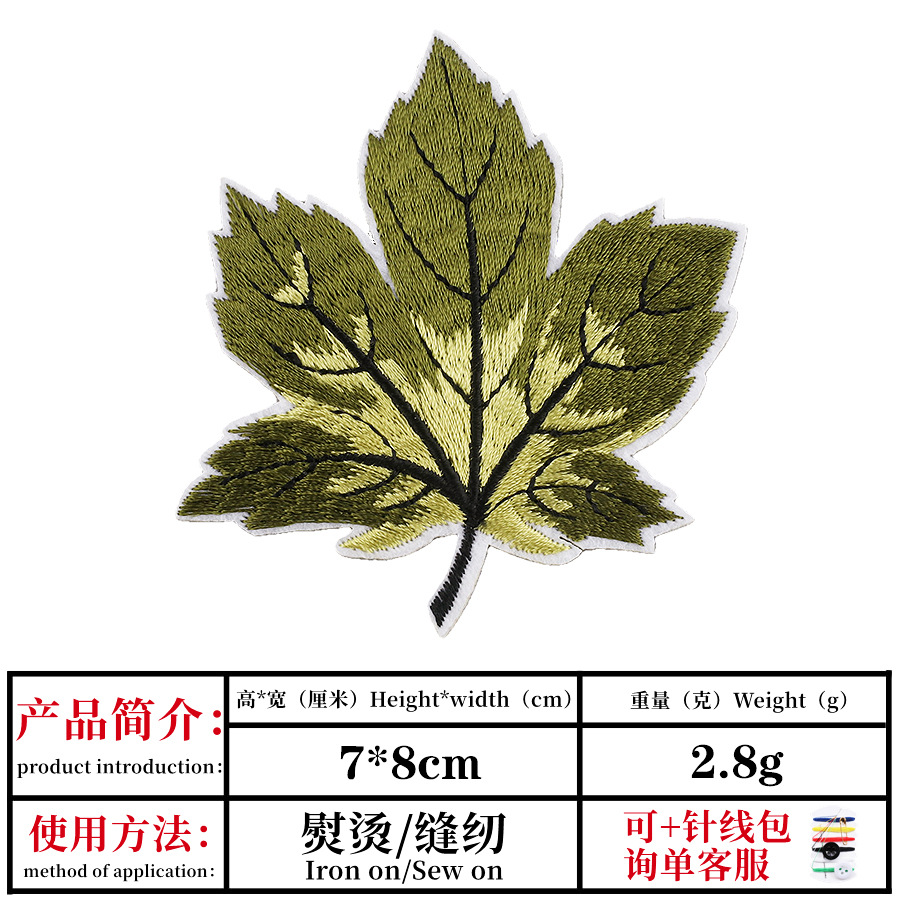 产品简介:
product introduction:
高*宽（厘米）Height*width（cm）
重量（克）Weight（g）
7*8cm
2.8g
使用方法:
method of application:
熨烫/缝纫
Iron on/Sew on
可+针线包
询单客服